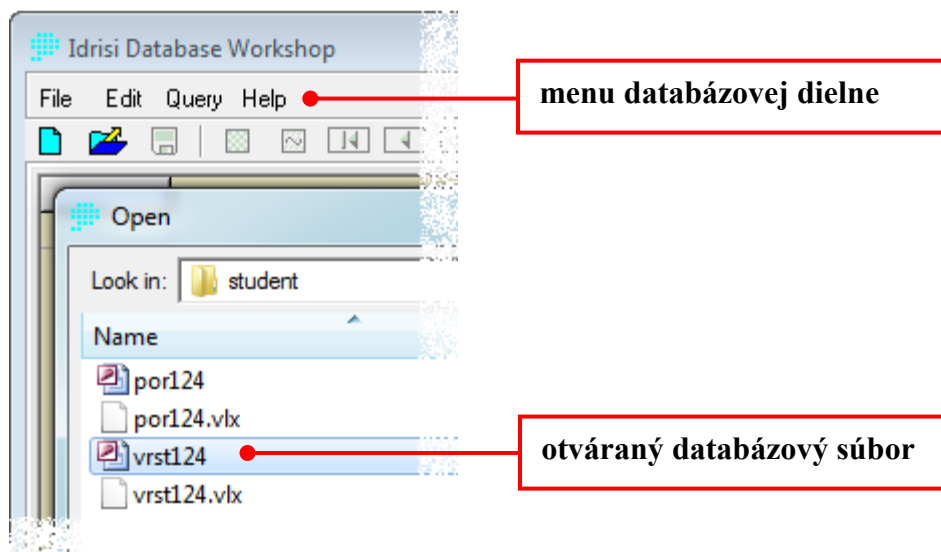 Idrisi Database Workshop
File Edit Query Help
menu databázovej dielne
Open
Look in: student
Name
por124
por124.vlx
vrst124
otváraný databázový súbor
vrst124.vlx